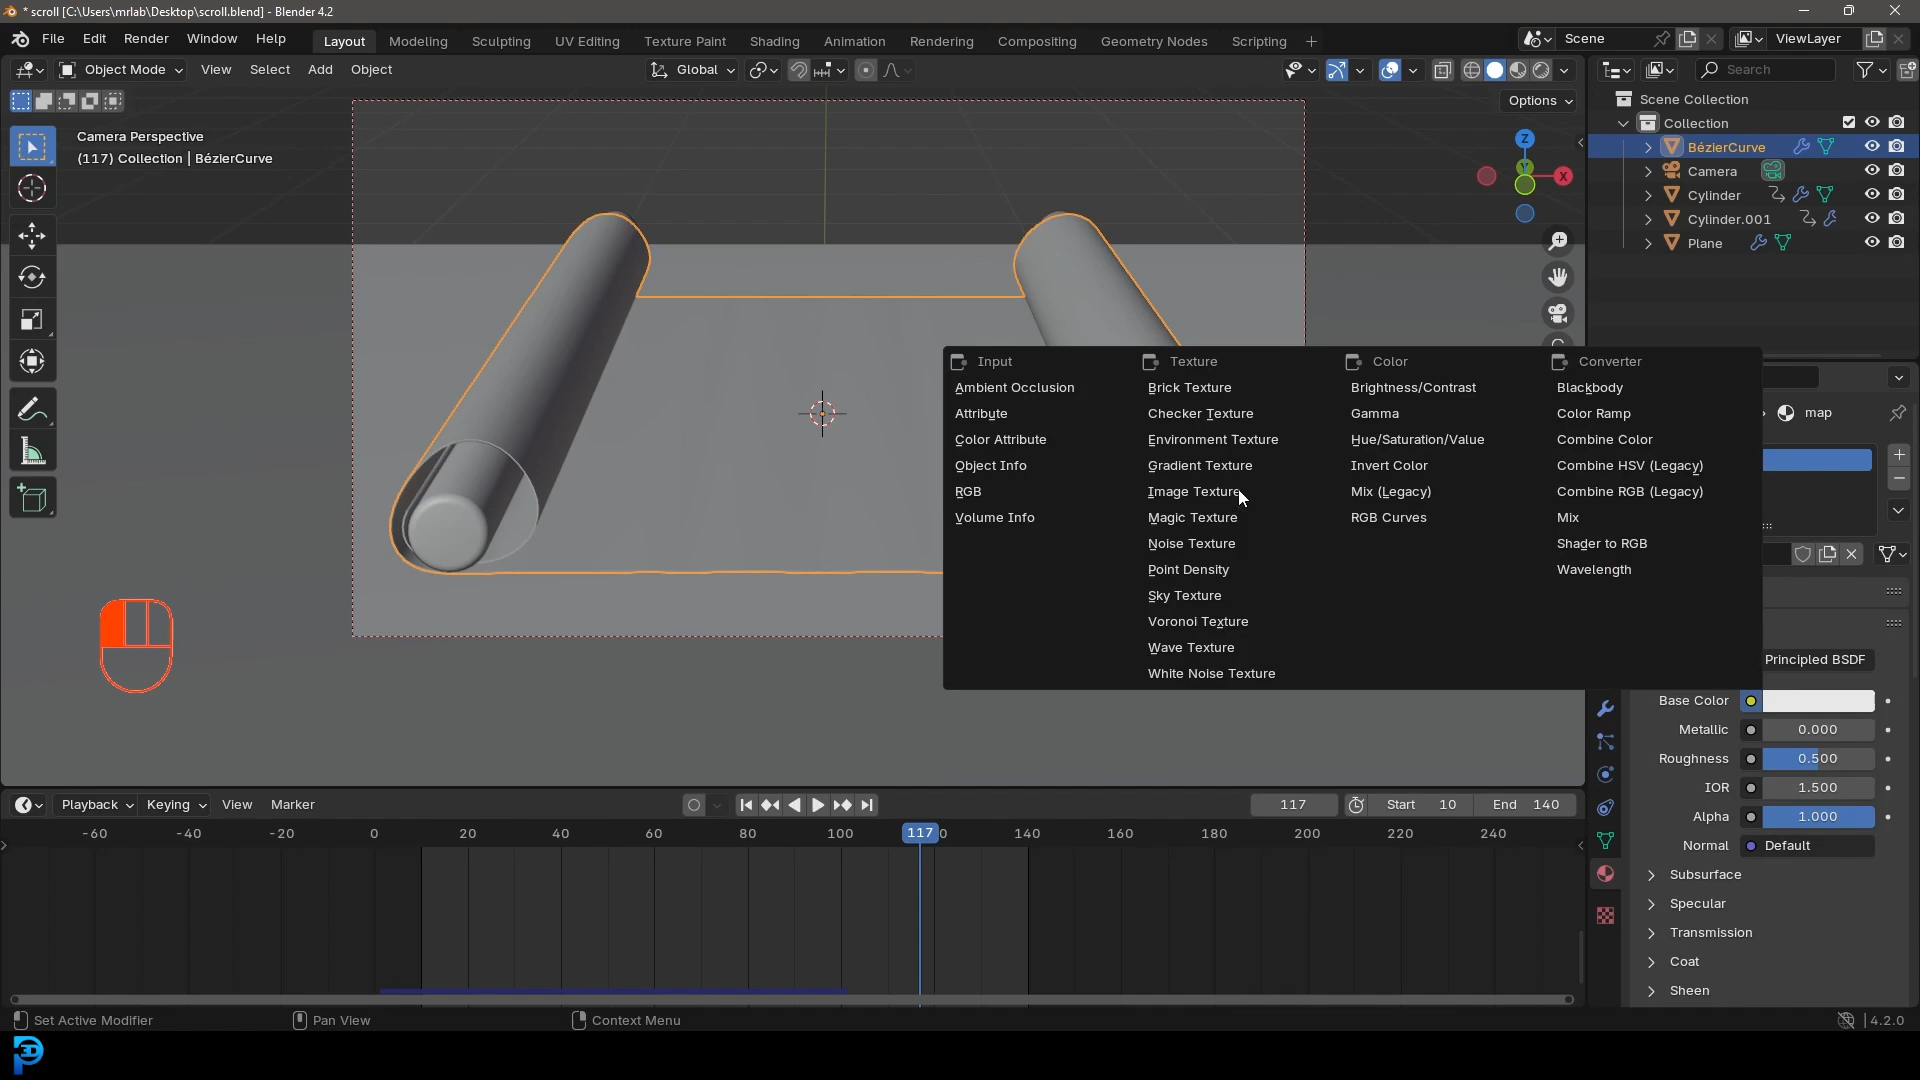 * scroll [C:\Users\mrlab\Desktop\scroll.blend] - Blender 4.2
File Edit Render Window Help
Layout Modeling Sculpting UV Editing Texture Paint Shading Animation Rendering Compositing Geometry Nodes Scripting +
Scene
ViewLayer
Object Mode View Select Add Object
Global
Search
Options
Camera Perspective
(117) Collection | BézierCurve
Z
Y
X
Scene Collection
Collection
BézierCurve
Camera
Cylinder
Cylinder.001
Plane
Input
Ambient Occlusion
Attribute
Color Attribute
Object Info
RGB
Volume Info
Texture
Brick Texture
Checker Texture
Environment Texture
Gradient Texture
Image Texture
Magic Texture
Noise Texture
Point Density
Sky Texture
Voronoi Texture
Wave Texture
White Noise Texture
Color
Brightness/Contrast
Gamma
Hue/Saturation/Value
Invert Color
Mix (Legacy)
RGB Curves
Converter
Blackbody
Color Ramp
Combine Color
Combine HSV (Legacy)
Combine RGB (Legacy)
Mix
Shader to RGB
Wavelength
map
Principled BSDF
Base Color
Metallic 0.000
Roughness 0.500
IOR 1.500
Alpha 1.000
Normal Default
Subsurface
Specular
Transmission
Coat
Sheen
Playback Keying View Marker
117 Start 10 End 140
-60 -40 -20 0 20 40 60 80 100 117 0 140 160 180 200 220 240
Set Active Modifier Pan View Context Menu
4.2.0